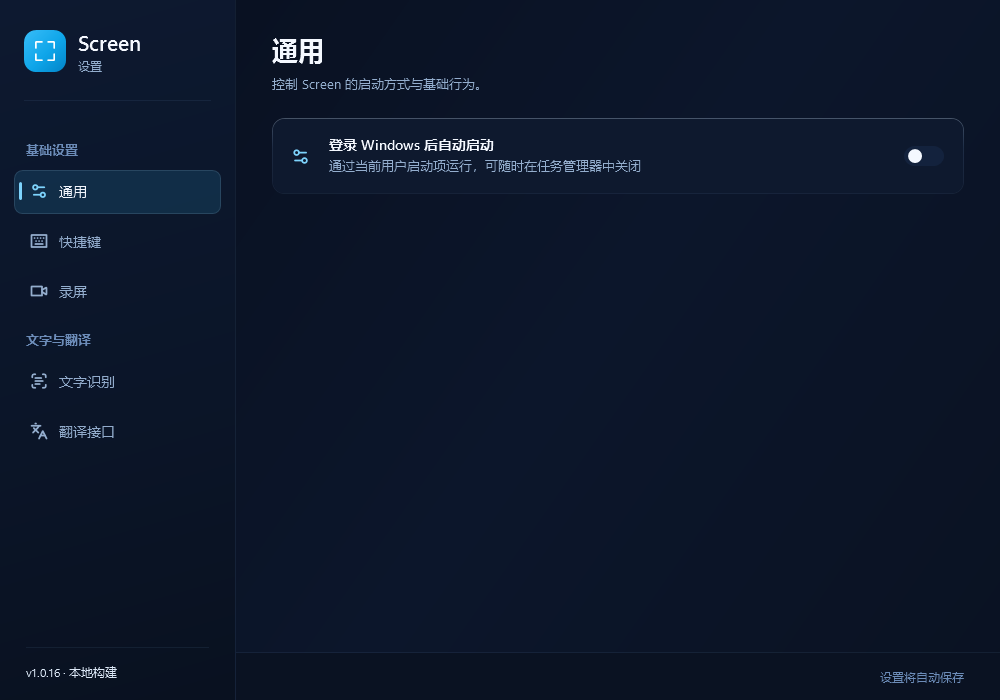 Screen
设置
基础设置
通用
快捷键
录屏
文字与翻译
文字识别
翻译接口
v1.0.16 · 本地构建
通用
控制 Screen 的启动方式与基础行为。
登录 Windows 后自动启动
通过当前用户启动项运行，可随时在任务管理器中关闭
设置将自动保存